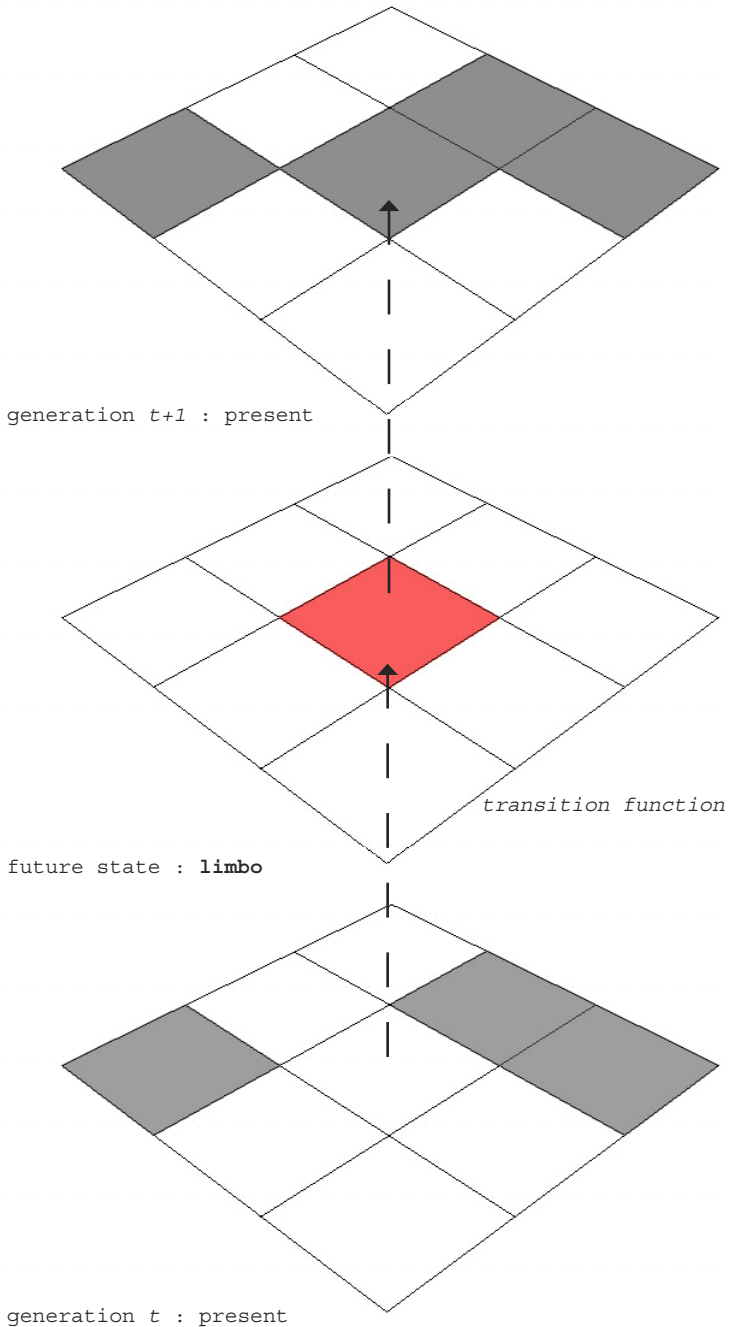 generation t+1 : present
transition function
future state : limbo
generation t : present